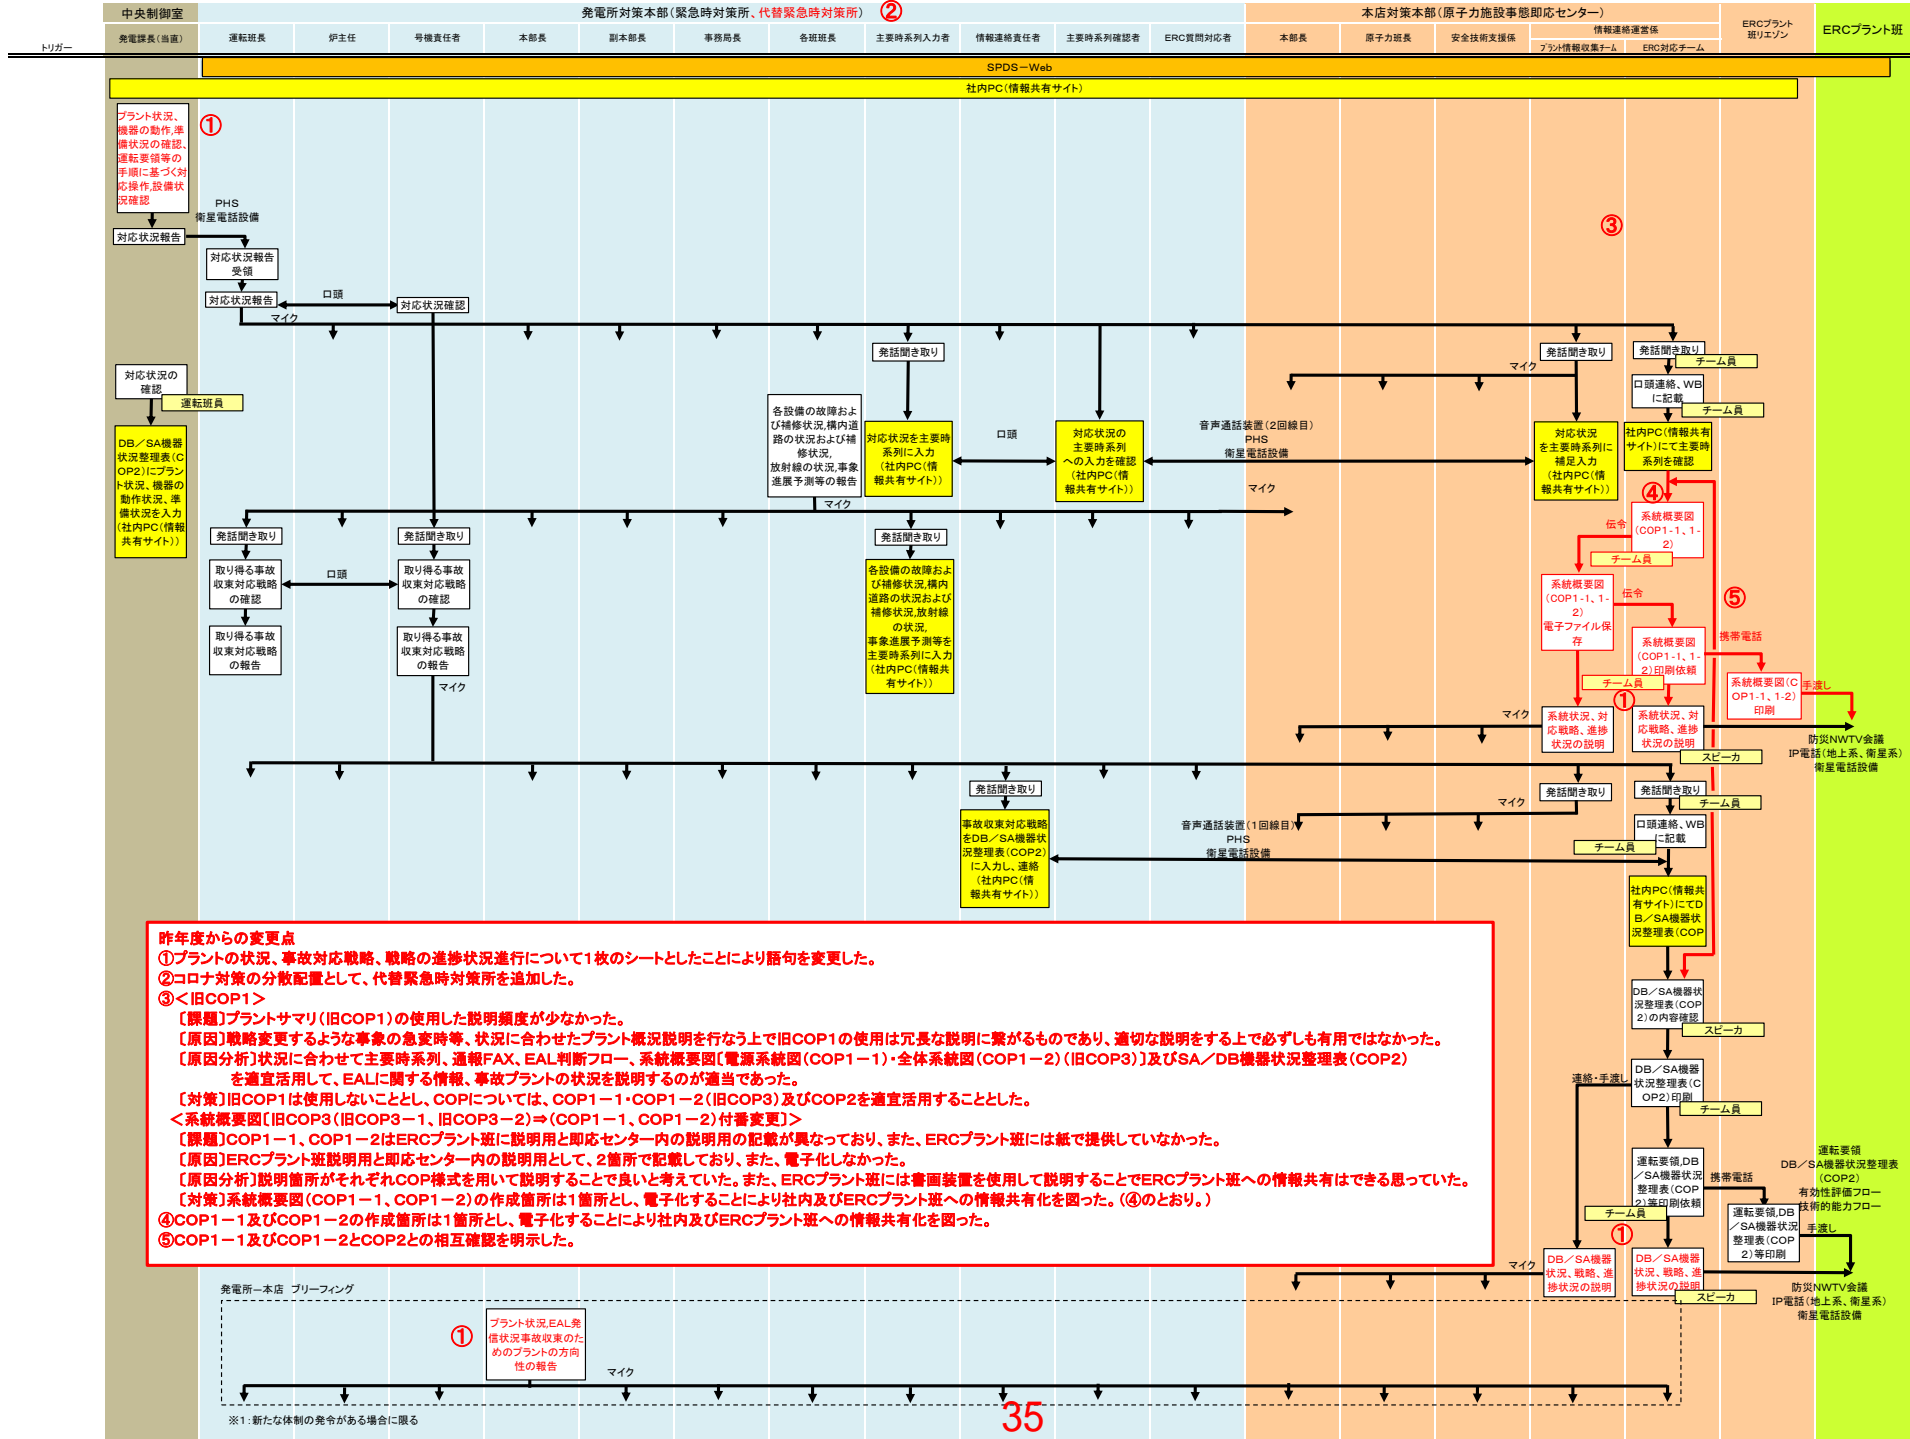 中央制御室
発電所対策本部(緊急時対策所、代替緊急時対策所) ②
本店対策本部(原子力施設事態即応センター)
ERCプラント
班リエゾン
ERCプラント班
トリガー
発電課長(当直)
運転班長
炉主任
号機責任者
本部長
副本部長
事務局長
各班班長
主要時系列入力者
情報連絡責任者
主要時系列確認者
ERC質問対応者
本部長
原子力班長
安全技術支援係
情報連絡運営係
プラント情報収集チーム
ERC対応チーム
SPDS-Web
社内PC(情報共有サイト)
プラント状況、
機器の動作,準
備状況の確認、
運転要領等の
手順に基づく対
応操作,設備状
況確認
①
PHS
衛星電話設備
対応状況報告
対応状況報告
受領
対応状況報告
口頭
対応状況確認
マイク
③
発話聞き取り
発話聞き取り
発話聞き取り
チーム員
マイク
対応状況の
確認
運転班員
口頭連絡、WB
に記載
チーム員
DB/SA機器
状況整理表(C
OP2)にプラン
ト状況、機器の
動作状況、準
備状況を入力
(社内PC(情報
共有サイト))
各設備の故障およ
び補修状況,構内道
路の状況および補
修状況,
放射線の状況,事象
進展予測等の報告
マイク
対応状況を主要時
系列に入力
(社内PC(情
報共有サイト))
口頭
対応状況の
主要時系列
への入力を確認
(社内PC(情
報共有サイト))
音声通話装置(2回線目)
PHS
衛星電話設備
マイク
対応状況
を主要時系列に
補足入力
(社内PC(情
報共有サイト))
社内PC(情報共有
サイト)にて主要時
系列を確認
④
系統概要図
(COP1-1、1-
2)
チーム員
伝令
系統概要図
(COP1-1、1-
2)
電子ファイル保
存
伝令
⑤
系統概要図
(COP1-1、1-
2)印刷依頼
チーム員
携帯電話
系統概要図(C
OP1-1、1-2)
印刷
手渡し
発話聞き取り
発話聞き取り
発話聞き取り
取り得る事故
収束対応戦略
の確認
口頭
取り得る事故
収束対応戦略
の確認
取り得る事故
収束対応戦略
の報告
取り得る事故
収束対応戦略
の報告
マイク
各設備の故障およ
び補修状況,構内
道路の状況および
補修状況,放射線
の状況,
事象進展予測等を
主要時系列に入力
(社内PC(情報共
有サイト))
①
マイク
系統状況、対
応戦略、進捗
状況の説明
系統状況、対
応戦略、進捗
状況の説明
スピーカ
防災NWTV会議
IP電話(地上系、衛星系)
衛星電話設備
発話聞き取り
発話聞き取り
発話聞き取り
チーム員
マイク
事故収束対応戦略
をDB/SA機器状
況整理表(COP2)
に入力し、連絡
(社内PC(情
報共有サイト))
音声通話装置(1回線目)
PHS
衛星電話設備
口頭連絡、WB
に記載
チーム員
社内PC(情報共
有サイト)にてD
B/SA機器状
況整理表(COP
DB/SA機器状
況整理表(COP
2)の内容確認
スピーカ
連絡・手渡し
DB/SA機器
状況整理表(C
OP2)印刷
チーム員
運転要領,DB
/SA機器状況
整理表(COP
2)等印刷依頼
チーム員
携帯電話
運転要領
DB/SA機器状況整理表
(COP2)
有効性評価フロー
技術的能力フロー
運転要領,DB
/SA機器状況
整理表(COP
2)等印刷
手渡し
①
マイク
DB/SA機器
状況、戦略、進
捗状況の説明
DB/SA機器
状況、戦略、進
捗状況の説明
スピーカ
防災NWTV会議
IP電話(地上系、衛星系)
衛星電話設備
昨年度からの変更点
①プラントの状況、事故対応戦略、戦略の進捗状況進行について1枚のシートとしたことにより語句を変更した。
②コロナ対策の分散配置として、代替緊急時対策所を追加した。
③<旧COP1>
〔課題〕プラントサマリ(旧COP1)の使用した説明頻度が少なかった。
〔原因〕戦略変更するような事象の急変時等、状況に合わせたプラント概況説明を行なう上で旧COP1の使用は冗長な説明に繋がるものであり、適切な説明をする上で必ずしも有用ではなかった。
〔原因分析〕状況に合わせて主要時系列、通報FAX、EAL判断フロー、系統概要図〔電源系統図(COP1-1)・全体系統図(COP1-2)(旧COP3)〕及びSA/DB機器状況整理表(COP2)
を適宜活用して、EALに関する情報、事故プラントの状況を説明するのが適当であった。
〔対策〕旧COP1は使用しないこととし、COPについては、COP1-1・COP1-2(旧COP3)及びCOP2を適宜活用することとした。
<系統概要図〔旧COP3(旧COP3-1、旧COP3-2)⇒(COP1-1、COP1-2)付番変更〕>
〔課題〕COP1-1、COP1-2はERCプラント班に説明用と即応センター内の説明用の記載が異なっており、また、ERCプラント班には紙で提供していなかった。
〔原因〕ERCプラント班説明用と即応センター内の説明用として、2箇所で記載しており、また、電子化しなかった。
〔原因分析〕説明箇所がそれぞれCOP様式を用いて説明することで良いと考えていた。また、ERCプラント班には書画装置を使用して説明することでERCプラント班への情報共有はできる思っていた。
〔対策〕系統概要図(COP1-1、COP1-2)の作成箇所は1箇所とし、電子化することにより社内及びERCプラント班への情報共有化を図った。(④のとおり。)
④COP1-1及びCOP1-2の作成箇所は1箇所とし、電子化することにより社内及びERCプラント班への情報共有化を図った。
⑤COP1-1及びCOP1-2とCOP2との相互確認を明示した。
発電所-本店 ブリーフィング
①
プラント状況,EAL発
信状況事故収束のた
めのプラントの方向
性の報告
マイク
※1:新たな体制の発令がある場合に限る
35